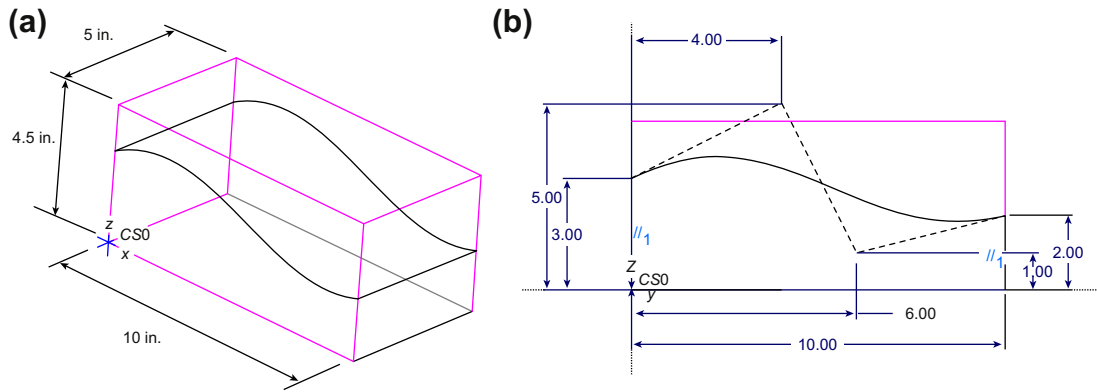 (a)
5 in.
4.5 in.
z
CS0
x
10 in.
(b)
4.00
5.00
3.00
//1
//1
2.00
1.00
z
CS0
y
6.00
10.00